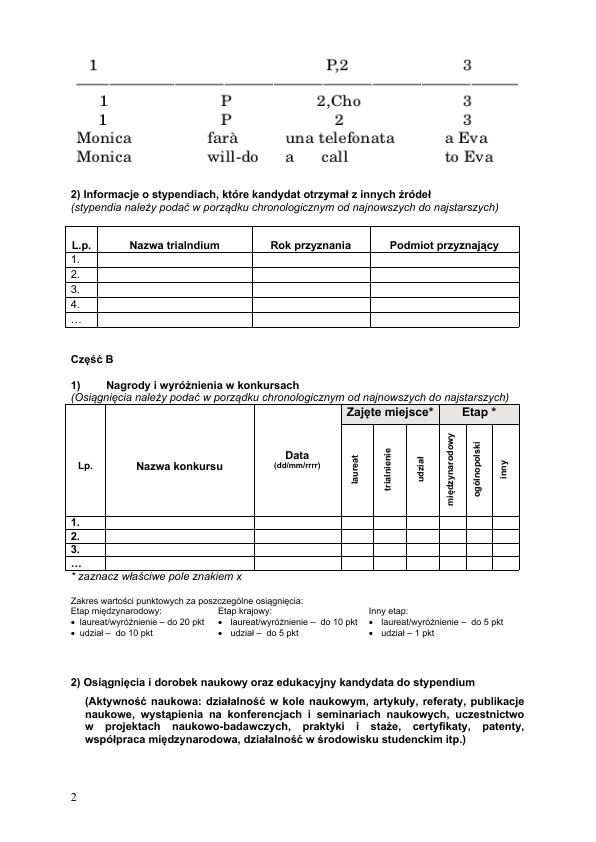 1 P,2 3
1 P 2,Cho 3
1 P 2 3
Monica farà una telefonata a Eva
Monica will-do a call to Eva
2) Informacje o stypendiach, które kandydat otrzymał z innych źródeł
(stypendia należy podać w porządku chronologicznym od najnowszych do najstarszych)
L.p. Nazwa trialndium Rok przyznania Podmiot przyznający
1.
2.
3.
4.
…
Część B
1) Nagrody i wyróżnienia w konkursach
(Osiągnięcia należy podać w porządku chronologicznym od najnowszych do najstarszych)
Lp. Nazwa konkursu Data Zajęte miejsce* Etap *
(dd/mm/rrrr)
laureat
trialnienie
udział
międzynarodowy
ogólnopolski
inny
1.
2.
3.
…
* zaznacz właściwe pole znakiem x
Zakres wartości punktowych za poszczególne osiągnięcia:
Etap międzynarodowy: Etap krajowy: Inny etap:
• laureat/wyróżnienie – do 20 pkt • laureat/wyróżnienie – do 10 pkt • laureat/wyróżnienie – do 5 pkt
• udział – do 10 pkt • udział – do 5 pkt • udział – 1 pkt
2) Osiągnięcia i dorobek naukowy oraz edukacyjny kandydata do stypendium
(Aktywność naukowa: działalność w kole naukowym, artykuły, referaty, publikacje
naukowe, wystąpienia na konferencjach i seminariach naukowych, uczestnictwo
w projektach naukowo-badawczych, praktyki i staże, certyfikaty, patenty,
współpraca międzynarodowa, działalność w środowisku studenckim itp.)
2